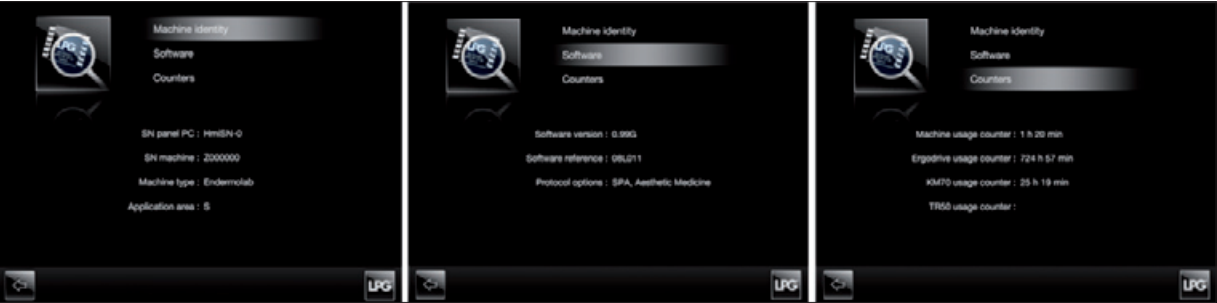 Machine identity
Software
Counters
SN panel PC : HmiSN-0
SN machine : Z000000
Machine type : Endermolab
Application area : S
LPG
Machine identity
Software
Counters
Software version : 0.99G
Software reference : 08L011
Protocol options : SPA, Aesthetic Medicine
LPG
Machine identity
Software
Counters
Machine usage counter : 1 h 20 min
Ergodrive usage counter : 724 h 57 min
KM70 usage counter : 25 h 19 min
TR50 usage counter :
LPG